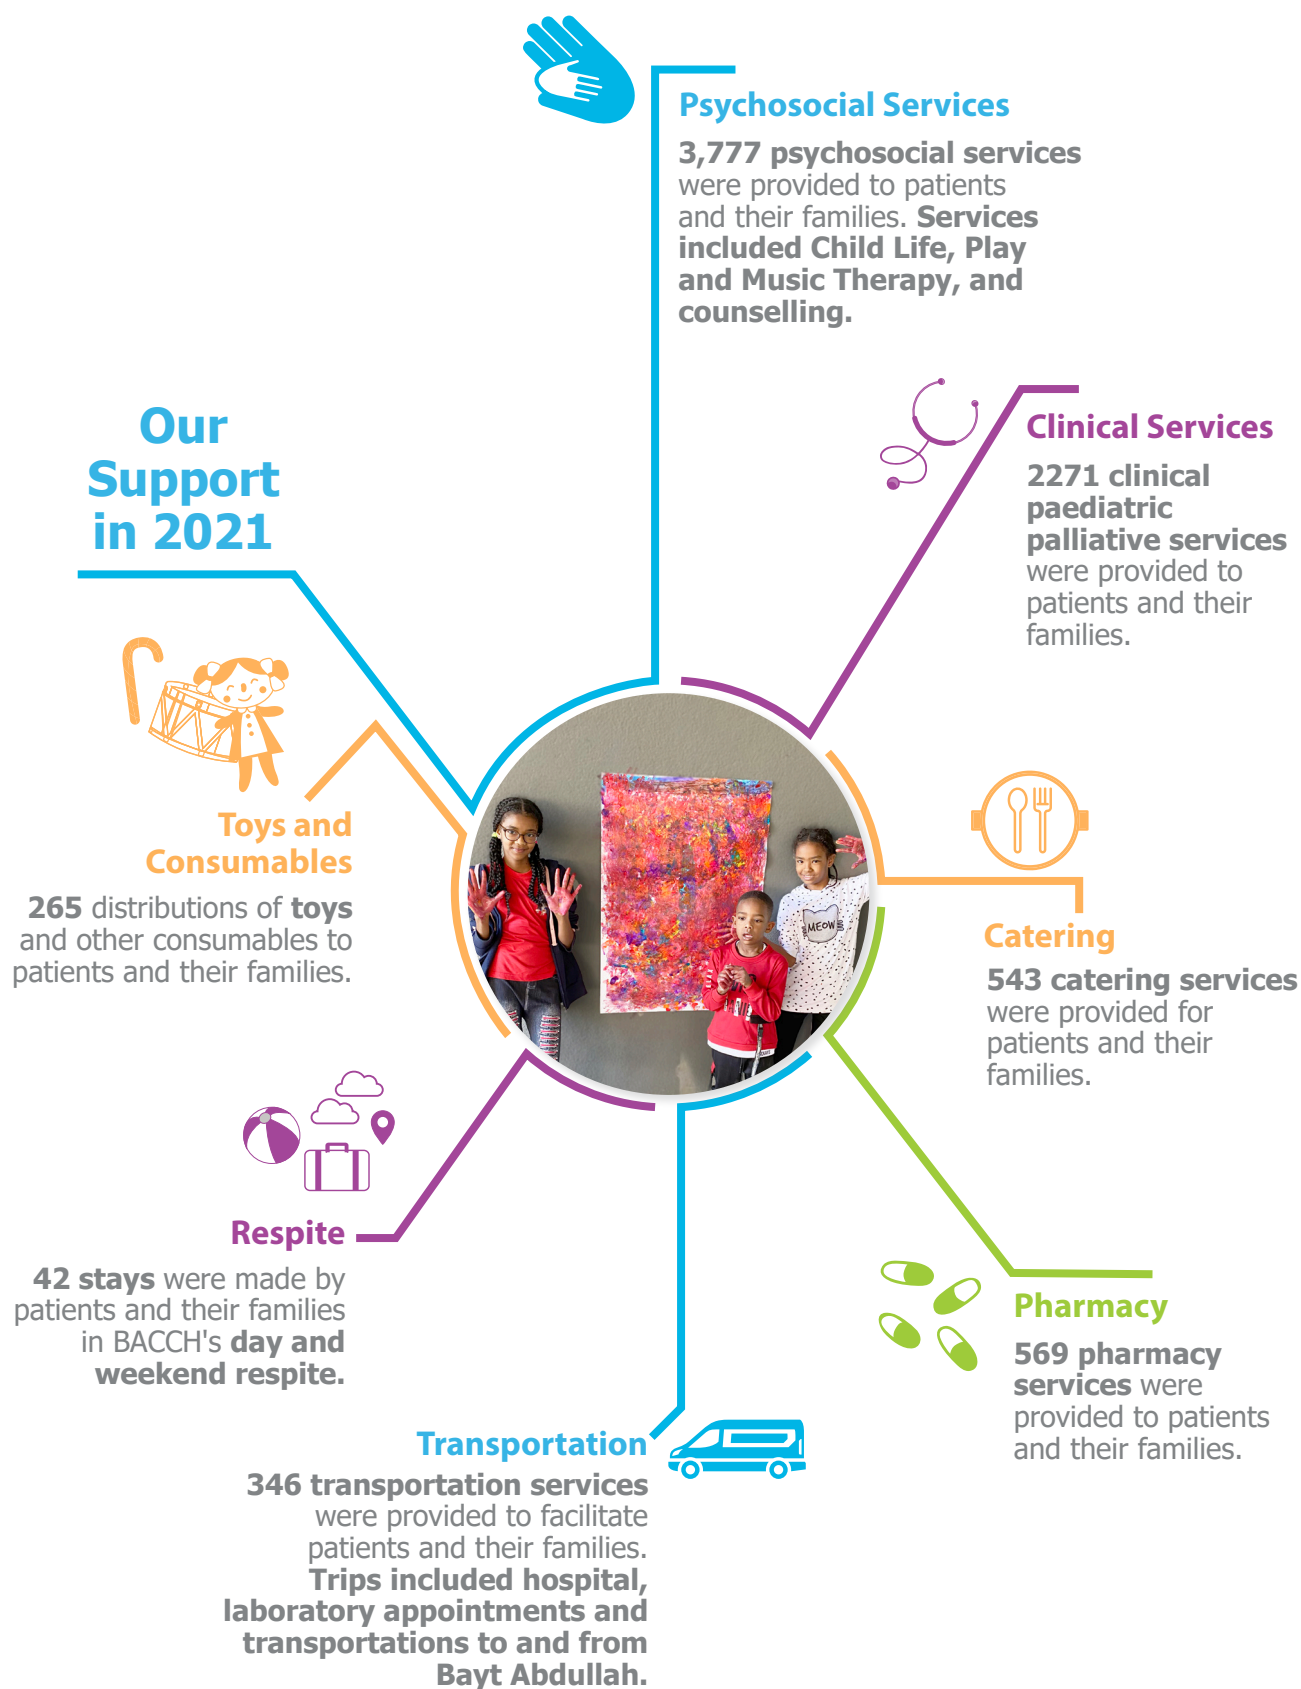 Our
Support
in 2021
Psychosocial Services
3,777 psychosocial services
were provided to patients
and their families. Services
included Child Life, Play
and Music Therapy, and
counselling.
Clinical Services
2271 clinical
paediatric
palliative services
were provided to
patients and their
families.
Catering
543 catering services
were provided for
patients and their
families.
Pharmacy
569 pharmacy
services were
provided to patients
and their families.
Transportation
346 transportation services
were provided to facilitate
patients and their families.
Trips included hospital,
laboratory appointments and
transportations to and from
Bayt Abdullah.
Respite
42 stays were made by
patients and their families
in BACCH's day and
weekend respite.
Toys and
Consumables
265 distributions of toys
and other consumables to
patients and their families.
MEOW